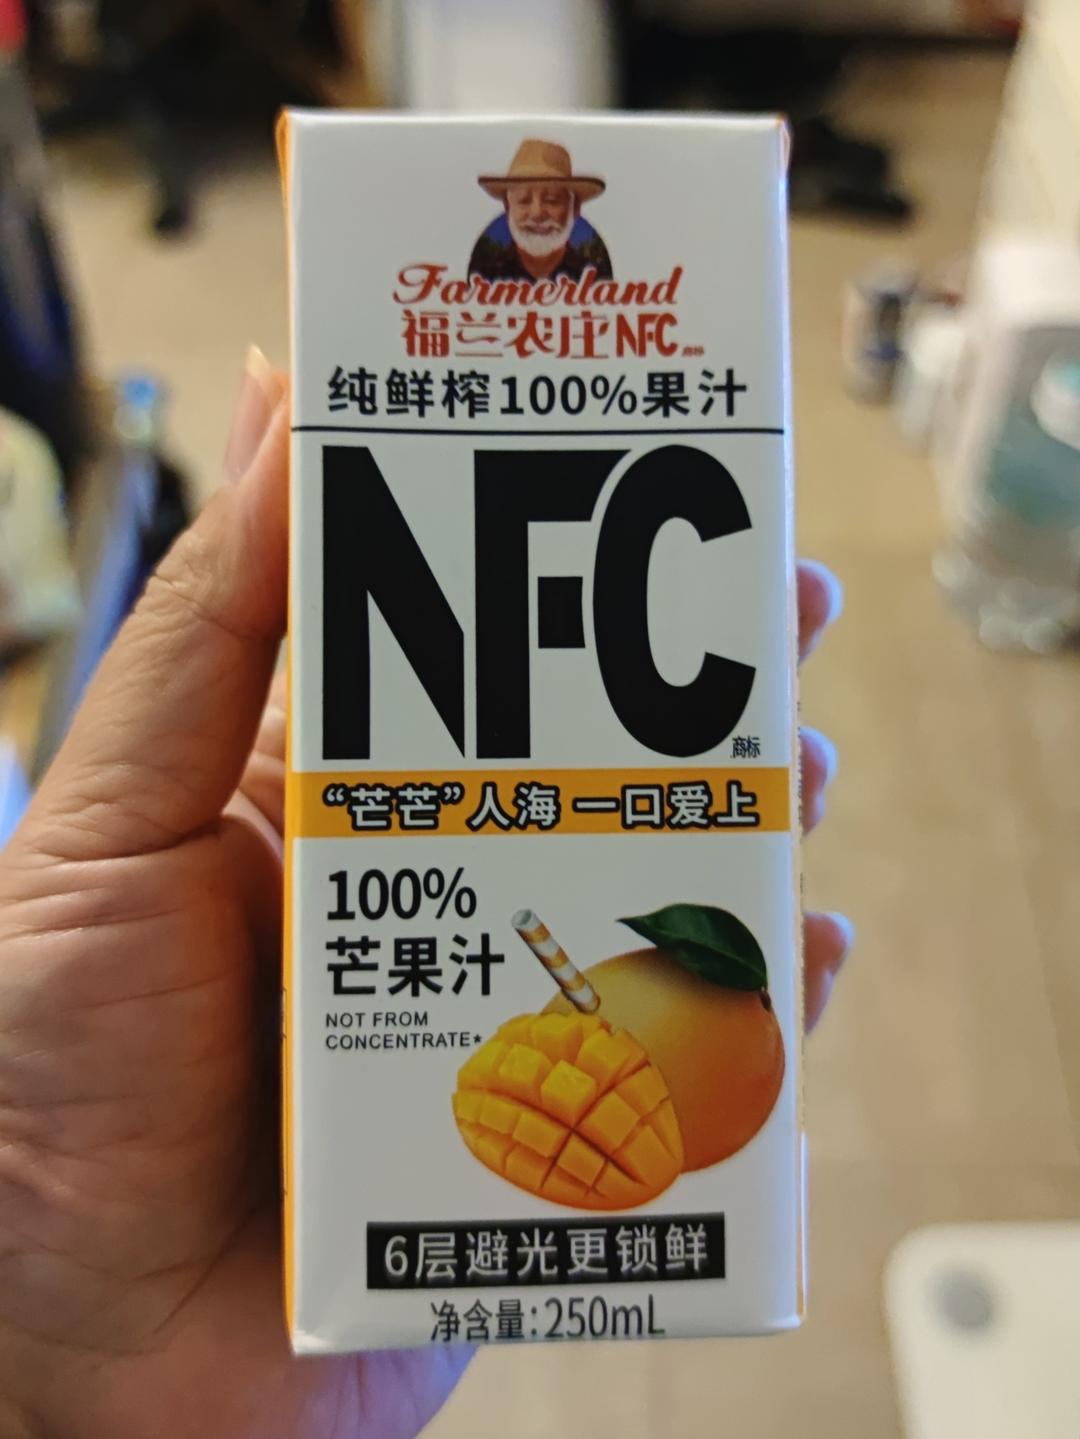 Farmerland
福兰农庄NFC 商标
纯鲜榨100%果汁
NFC 商标
“芒芒”人海 一口爱上
100%
芒果汁
NOT FROM
CONCENTRATE*
6层避光更锁鲜
净含量:250mL